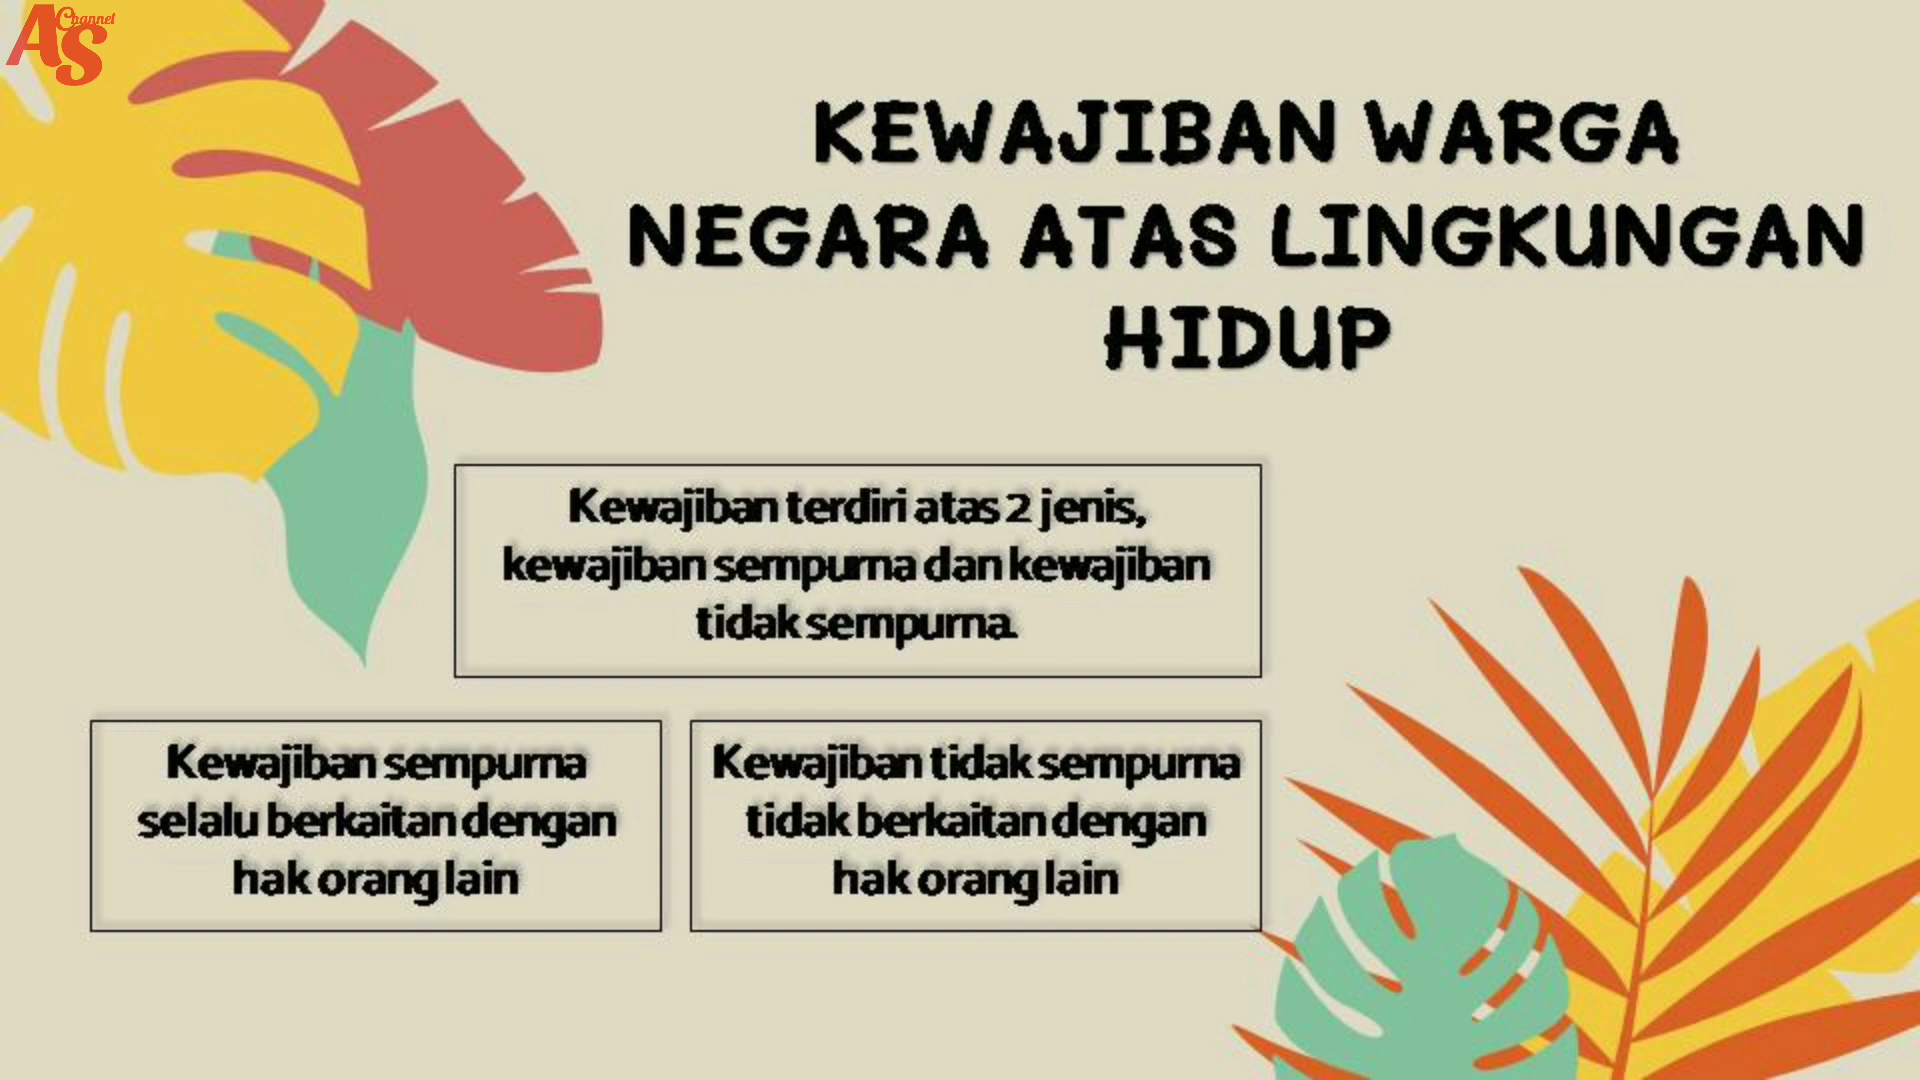 AS Channel
KEWAJIBAN WARGA
NEGARA ATAS LINGKUNGAN
HIDUP
Kewajiban terdiri atas 2 jenis,
kewajiban sempurna dan kewajiban
tidak sempurna.
Kewajiban sempurna
selalu berkaitan dengan
hak orang lain
Kewajiban tidak sempurna
tidak berkaitan dengan
hak orang lain